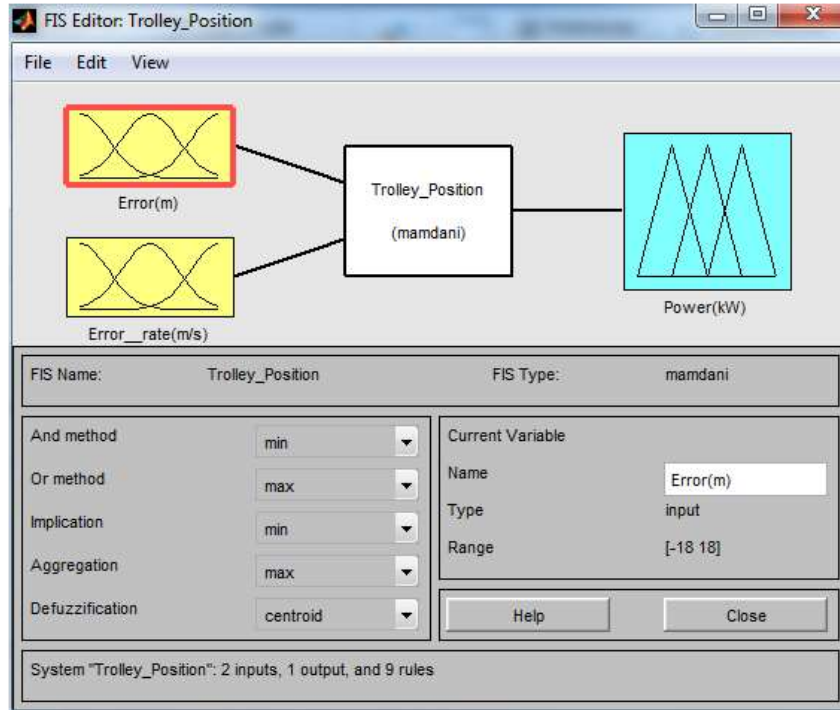 FIS Editor: Trolley_Position
File Edit View
Error(m)
Trolley_Position
(mamdani)
Power(kW)
Error__rate(m/s)
FIS Name: Trolley_Position FIS Type: mamdani
And method min
Or method max
Implication min
Aggregation max
Defuzzification centroid
Current Variable
Name Error(m)
Type input
Range [-18 18]
Help Close
System "Trolley_Position": 2 inputs, 1 output, and 9 rules